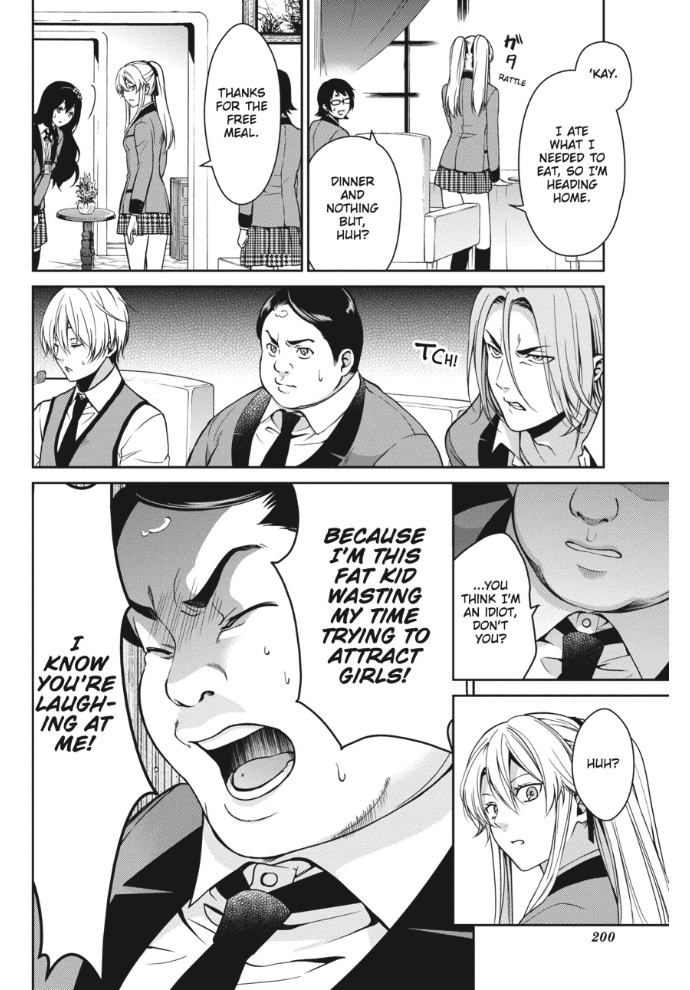 'KAY.
I ATE
WHAT I
NEEDED TO
EAT, SO I'M
HEADING
HOME.
ガタ
RATTLE
DINNER
AND
NOTHING
BUT,
HUH?
THANKS
FOR THE
FREE
MEAL.
TCH!
...YOU
THINK I'M
AN IDIOT,
DON'T
YOU?
HUH?
BECAUSE
I'M THIS
FAT KID
WASTING
MY TIME
TRYING TO
ATTRACT
GIRLS!
I
KNOW
YOU'RE
LAUGH-
ING AT
ME!
200